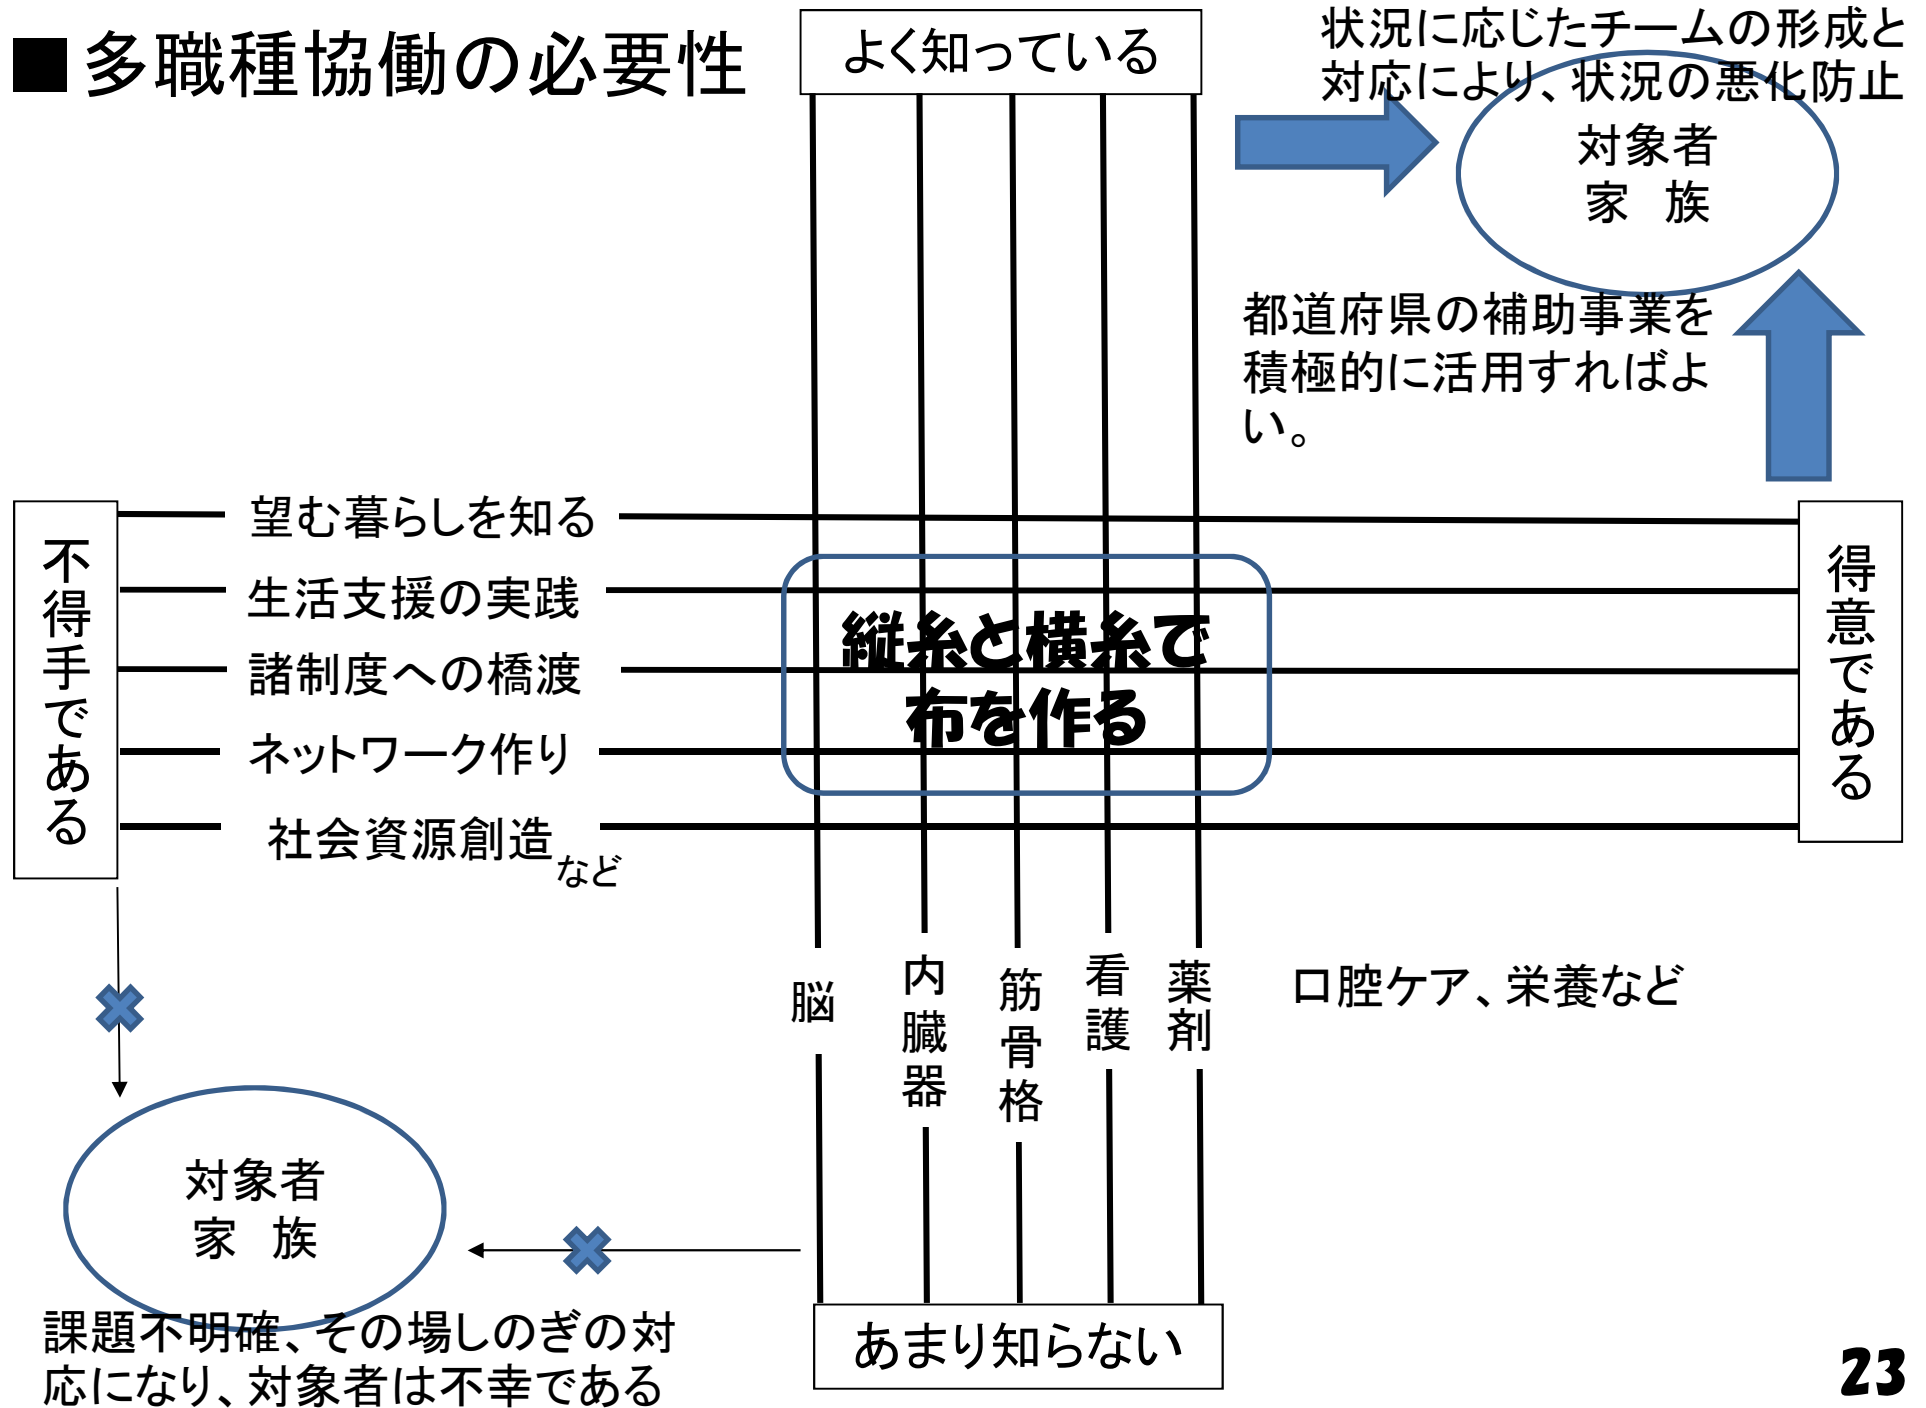 ■多職種協働の必要性
よく知っている
状況に応じたチームの形成と
対応により、状況の悪化防止
対象者
家　族
都道府県の補助事業を
積極的に活用すればよ
い。
不得手である
望む暮らしを知る
生活支援の実践
諸制度への橋渡
ネットワーク作り
社会資源創造
など
縦糸と横糸で
布を作る
得意である
脳
内臓器
筋骨格
看護
薬剤
口腔ケア、栄養など
対象者
家　族
課題不明確、その場しのぎの対
応になり、対象者は不幸である
あまり知らない
23